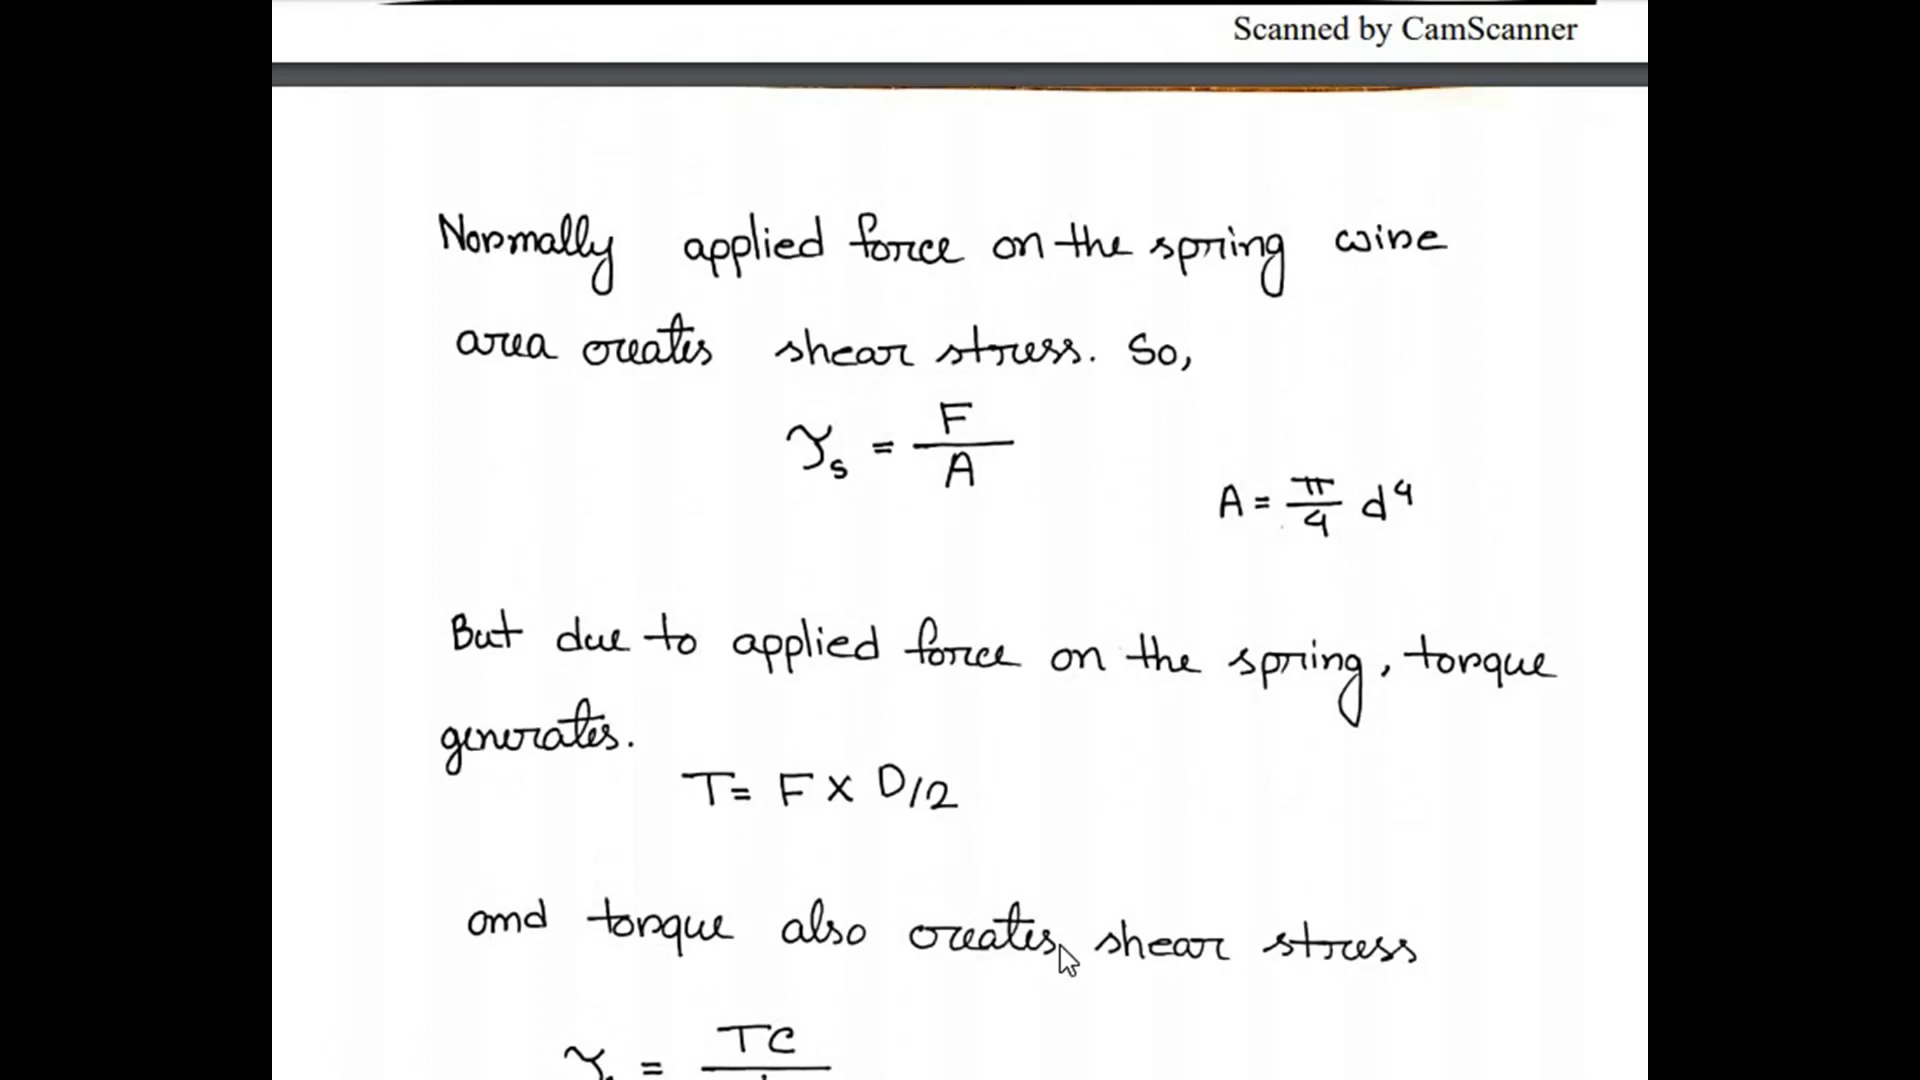 Scanned by CamScanner
Normally applied force on the spring wire
area creates shear stress. So,
τs = F/A
A = π/4 d⁴
But due to applied force on the spring, torque
generates.
T = F x D/2
and torque also creates shear stress
= TC